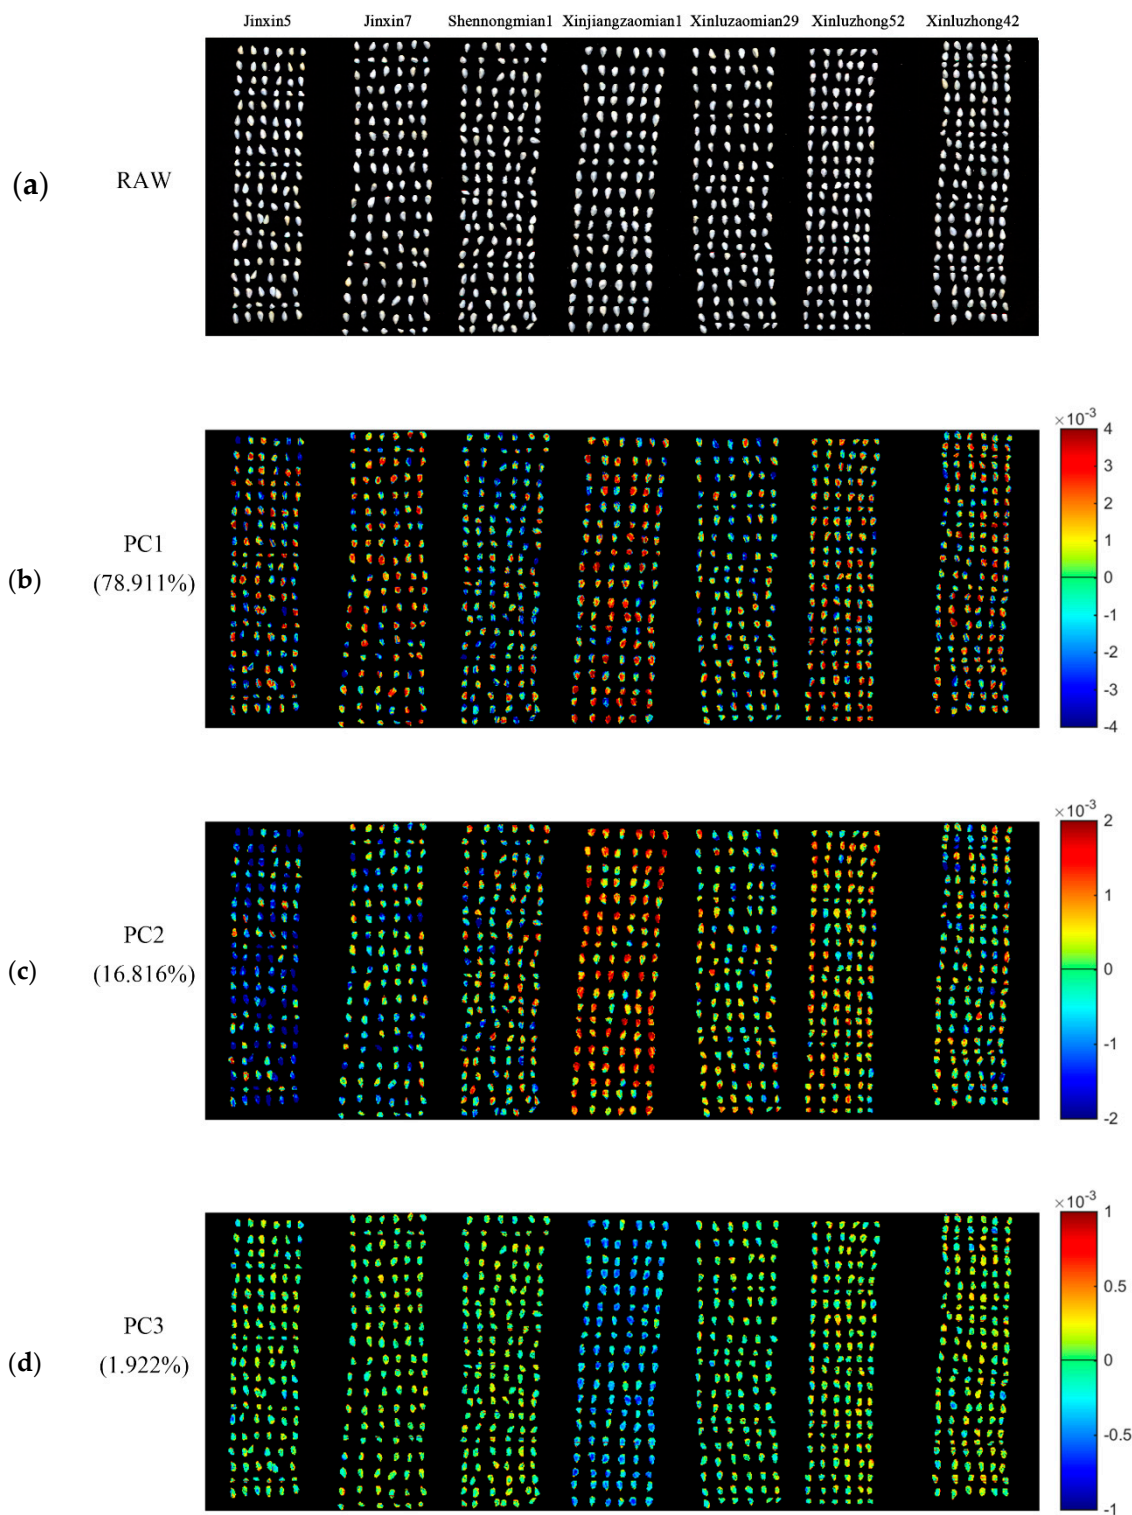 Jinxin5 Jinxin7 Shennongmian1 Xinjiangzaomian1 Xinluzaomian29 Xinluzhong52 Xinluzhong42
(a) RAW
×10⁻³
4
3
2
1
0
-1
-2
-3
-4
PC1
(b) (78.911%)
×10⁻³
2
1
0
-1
-2
PC2
(c) (16.816%)
×10⁻³
1
0.5
0
-0.5
-1
PC3
(d) (1.922%)